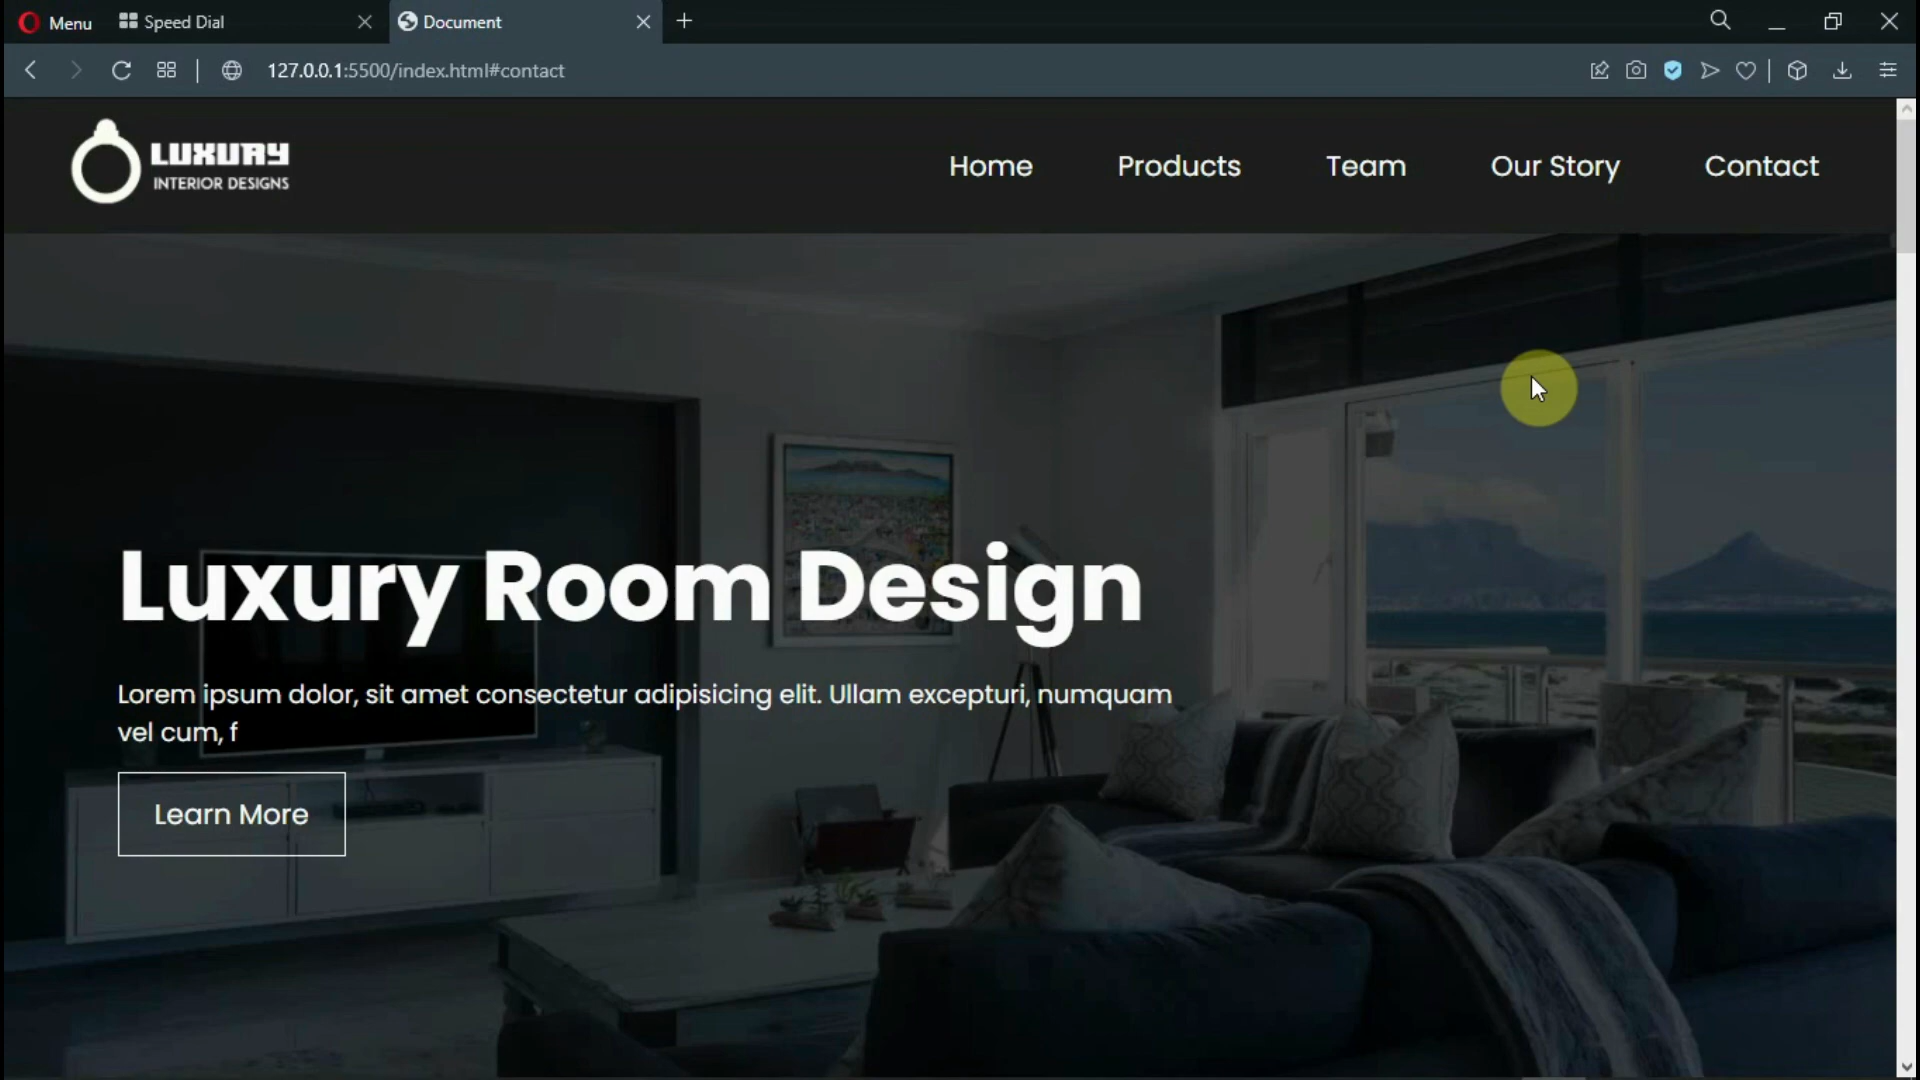 Menu
Speed Dial
Document
127.0.0.1:5500/index.html#contact
LUXURY
INTERIOR DESIGNS
Home
Products
Team
Our Story
Contact
Luxury Room Design
Lorem ipsum dolor, sit amet consectetur adipisicing elit. Ullam excepturi, numquam
vel cum, f
Learn More